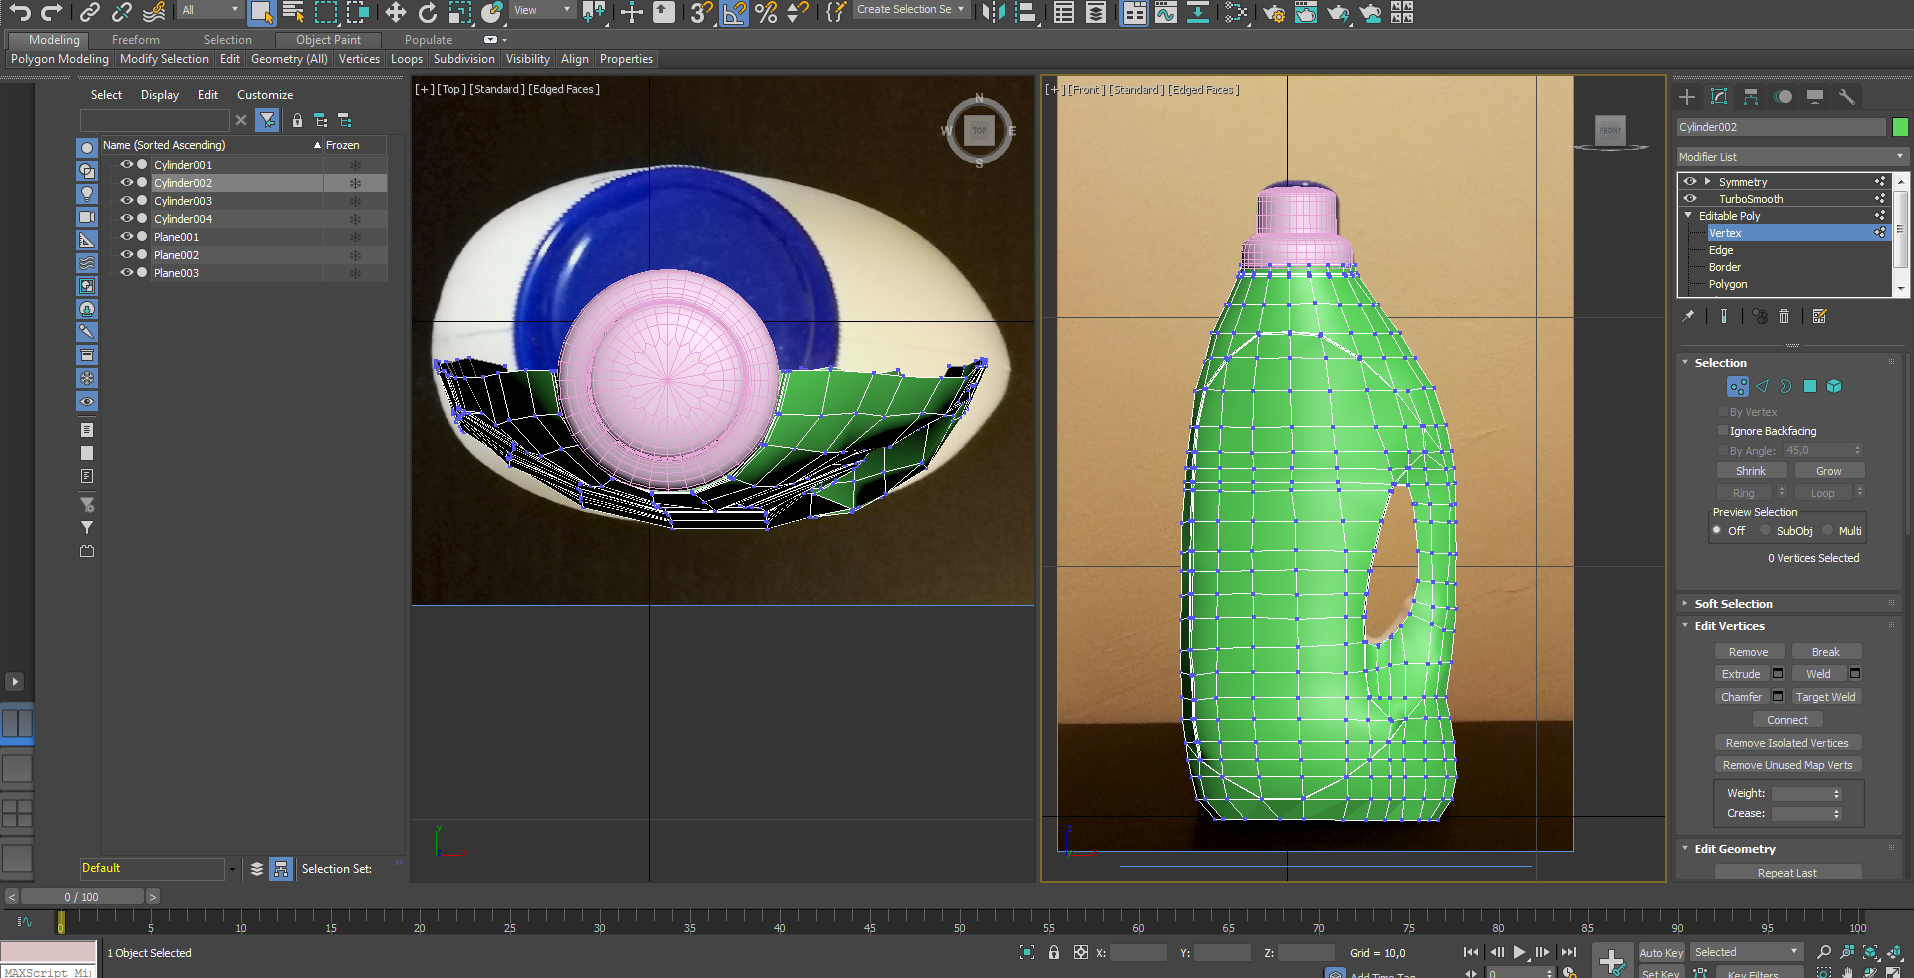 All
View
Create Selection Se
Modeling Freeform Selection Object Paint Populate
Polygon Modeling Modify Selection Edit Geometry (All) Vertices Loops Subdivision Visibility Align Properties
Select Display Edit Customize
Name (Sorted Ascending) Frozen
Cylinder001
Cylinder002
Cylinder003
Cylinder004
Plane001
Plane002
Plane003
Default
Selection Set:
[+] [Top] [Standard] [Edged Faces]
N
W TOP E
S
y
x
[+] [Front] [Standard] [Edged Faces]
FRONT
z
Cylinder002
Modifier List
Symmetry
TurboSmooth
Editable Poly
Vertex
Edge
Border
Polygon
Selection
By Vertex
Ignore Backfacing
By Angle: 45,0
Shrink Grow
Ring Loop
Preview Selection
Off SubObj Multi
0 Vertices Selected
Soft Selection
Edit Vertices
Remove Break
Extrude Weld
Chamfer Target Weld
Connect
Remove Isolated Vertices
Remove Unused Map Verts
Weight:
Crease:
Edit Geometry
Repeat Last
< 0 / 100 >
0 5 10 15 20 25 30 35 40 45 50 55 60 65 70 75 80 85 90 95 100
1 Object Selected
X: Y: Z: Grid = 10,0
Auto Key Selected
MAXScript Mi
Add Time Tag
0
Set Key Key Filters